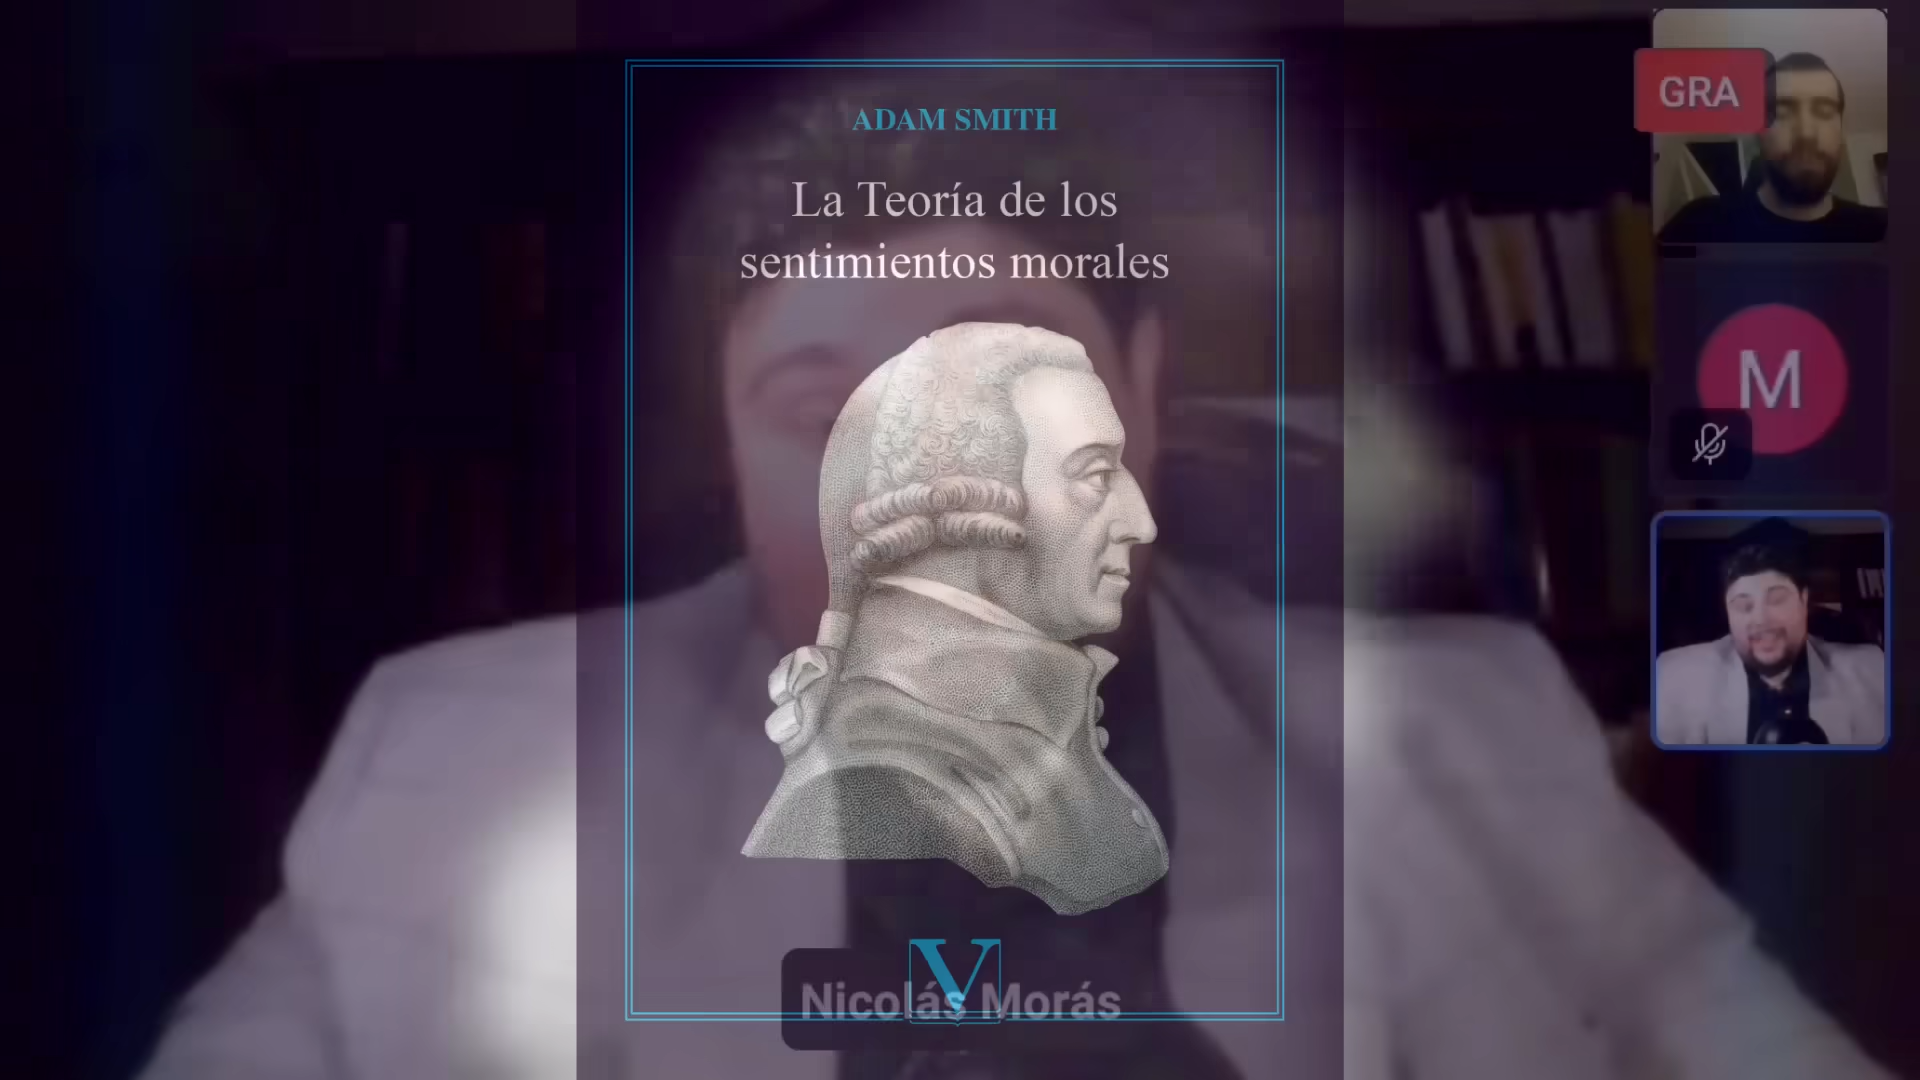 ADAM SMITH
La Teoría de los
sentimientos morales
V
Nicolás Morás
GRA
M